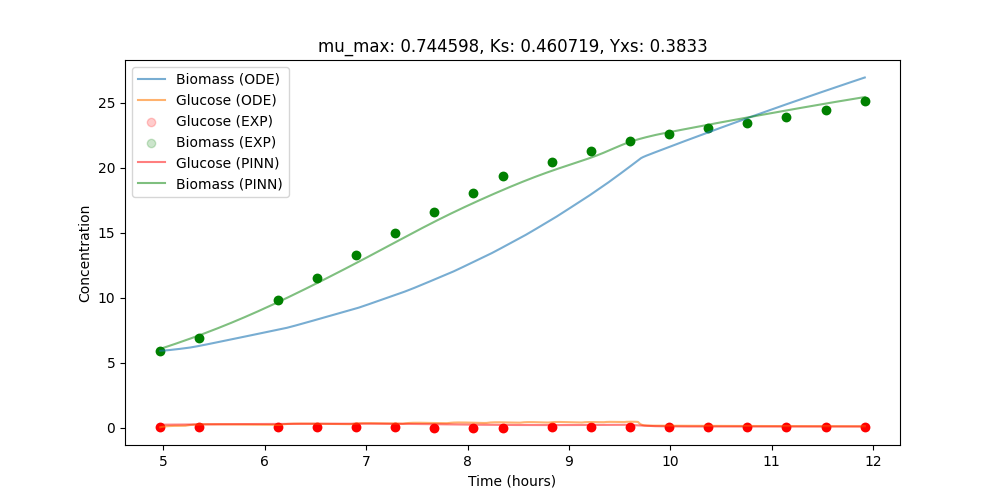 mu_max: 0.744598, Ks: 0.460719, Yxs: 0.3833
Biomass (ODE)
Glucose (ODE)
Glucose (EXP)
Biomass (EXP)
Glucose (PINN)
Biomass (PINN)
Concentration
25
20
15
10
5
0
5 6 7 8 9 10 11 12
Time (hours)